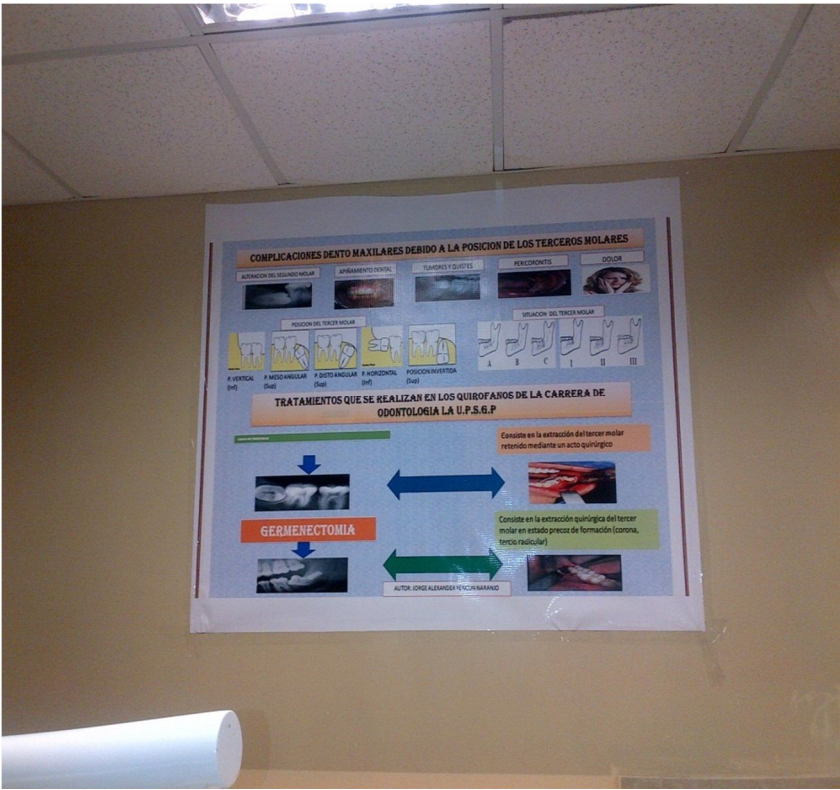 COMPLICACIONES DENTO MAXILARES DEBIDO A LA POSICION DE LOS TERCEROS MOLARES
ALTERACION DEL SEGUNDO MOLAR
APIÑAMIENTO DENTAL
TUMORES Y QUISTES
PERICORONITIS
DOLOR
POSICION DEL TERCER MOLAR
SITUACION DEL TERCER MOLAR
A B C I II III
P. VERTICAL
(Inf)
P. MESO ANGULAR
(Sup)
P. DISTO ANGULAR
(Sup)
P. HORIZONTAL
(Inf)
POSICION INVERTIDA
(Sup)
TRATAMIENTOS QUE SE REALIZAN EN LOS QUIROFANOS DE LA CARRERA DE
ODONTOLOGIA LA U.P.S.G.P
Consiste en la extracción del tercer molar
retenido mediante un acto quirúrgico
GERMENECTOMIA
Consiste en la extracción quirúrgica del tercer
molar en estado precoz de formación (corona,
tercio radicular)
AUTOR: JORGE ALEXANDER NARANJO